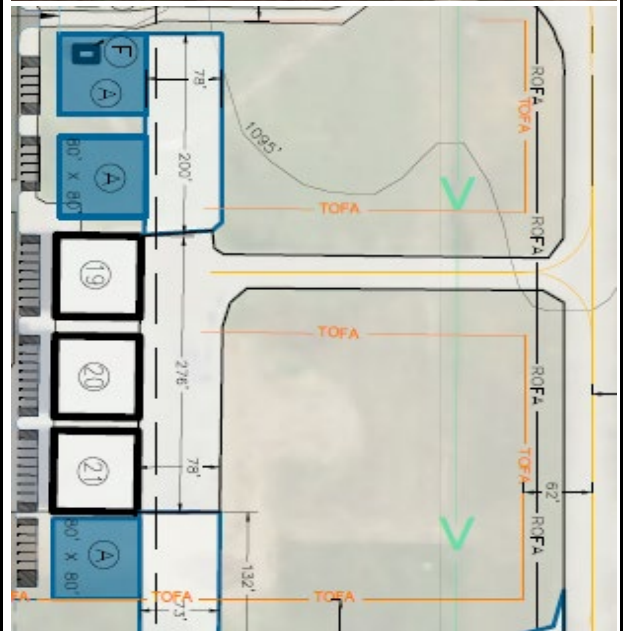 F
A
78'
200'
80' X 80'
A
1095'
TOFA
TOFA
ROFA
ROFA
19
20
21
276'
78'
TOFA
TOFA
ROFA
ROFA
62'
80' X 80'
A
132'
73'
TOFA
TOFA